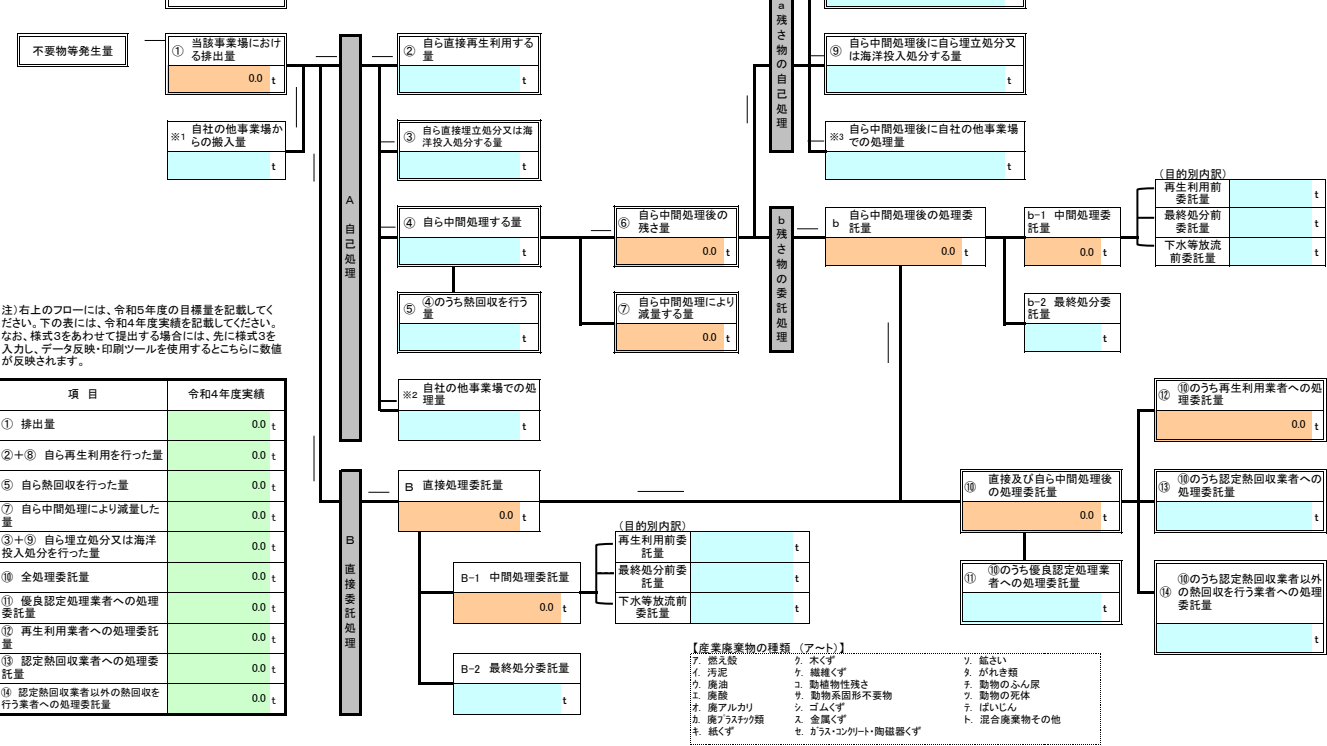 不要物等発生量
① 当該事業場におけ
る排出量
0.0 t
※1 自社の他事業場か
らの搬入量
t
A 自己処理
② 自ら直接再生利用する
量
t
③ 自ら直接埋立処分又は海
洋投入処分する量
t
④ 自ら中間処理する量
t
⑤ ④のうち熱回収を行う
量
t
※2 自社の他事業場での処
理量
t
⑥ 自ら中間処理後の
残さ量
0.0 t
⑦ 自ら中間処理により
減量する量
0.0 t
a 残さ物の自己処理
⑨ 自ら中間処理後に自ら埋立処分又
は海洋投入処分する量
t
※3 自ら中間処理後に自社の他事業場
での処理量
t
b 残さ物の委託処理
b 自ら中間処理後の処理委
託量
0.0 t
b-1 中間処理委
託量
0.0 t
b-2 最終処分委
託量
t
(目的別内訳)
再生利用前
委託量 t
最終処分前
委託量 t
下水等放流
前委託量 t
注)右上のフローには、令和5年度の目標量を記載してく
ださい。下の表には、令和4年度実績を記載してください。
なお、様式3をあわせて提出する場合には、先に様式3を
入力し、データ反映・印刷ツールを使用するとこちらに数値
が反映されます。
項 目 令和4年度実績
① 排出量 0.0 t
②+⑧ 自ら再生利用を行った量 0.0 t
⑤ 自ら熱回収を行った量 0.0 t
⑦ 自ら中間処理により減量した
量 0.0 t
③+⑨ 自ら埋立処分又は海洋
投入処分を行った量 0.0 t
⑩ 全処理委託量 0.0 t
⑪ 優良認定処理業者への処理
委託量 0.0 t
⑫ 再生利用業者への処理委託
量 0.0 t
⑬ 認定熱回収業者への処理委
託量 0.0 t
⑭ 認定熱回収業者以外の熱回収を
行う業者への処理委託量 0.0 t
B 直接委託処理
B 直接処理委託量
0.0 t
B-1 中間処理委託量
0.0 t
B-2 最終処分委託量
t
(目的別内訳)
再生利用前委
託量 t
最終処分前委
託量 t
下水等放流前
委託量 t
⑩ 直接及び自ら中間処理後
の処理委託量
0.0 t
⑪ ⑩のうち優良認定処理業
者への処理委託量
t
⑫ ⑩のうち再生利用業者への処
理委託量
0.0 t
⑬ ⑩のうち認定熱回収業者への
処理委託量
t
⑭ ⑩のうち認定熱回収業者以外
の熱回収を行う業者への処理
委託量
t
【産業廃棄物の種類 (ア~ト)】
ア. 燃え殻 ク. 木くず ソ. 鉱さい
イ. 汚泥 ケ. 繊維くず タ. がれき類
ウ. 廃油 コ. 動植物性残さ チ. 動物のふん尿
エ. 廃酸 サ. 動物系固形不要物 ツ. 動物の死体
オ. 廃アルカリ シ. ゴムくず テ. ばいじん
カ. 廃プラスチック類 ス. 金属くず ト. 混合廃棄物その他
キ. 紙くず セ. ガラス・コンクリート・陶磁器くず